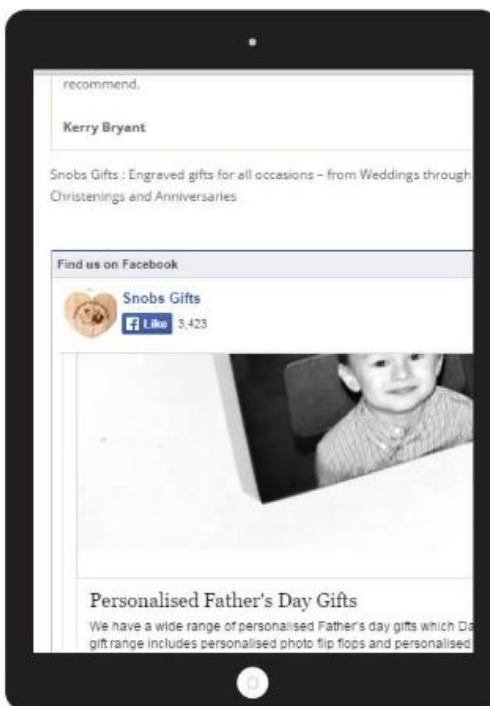 recommend.
Kerry Bryant
Snobs Gifts : Engraved gifts for all occasions – from Weddings through
Christenings and Anniversaries
Find us on Facebook
Snobs Gifts
Like 3,423
Personalised Father's Day Gifts
We have a wide range of personalised Father's day gifts which Da
gift range includes personalised photo flip flops and personalised